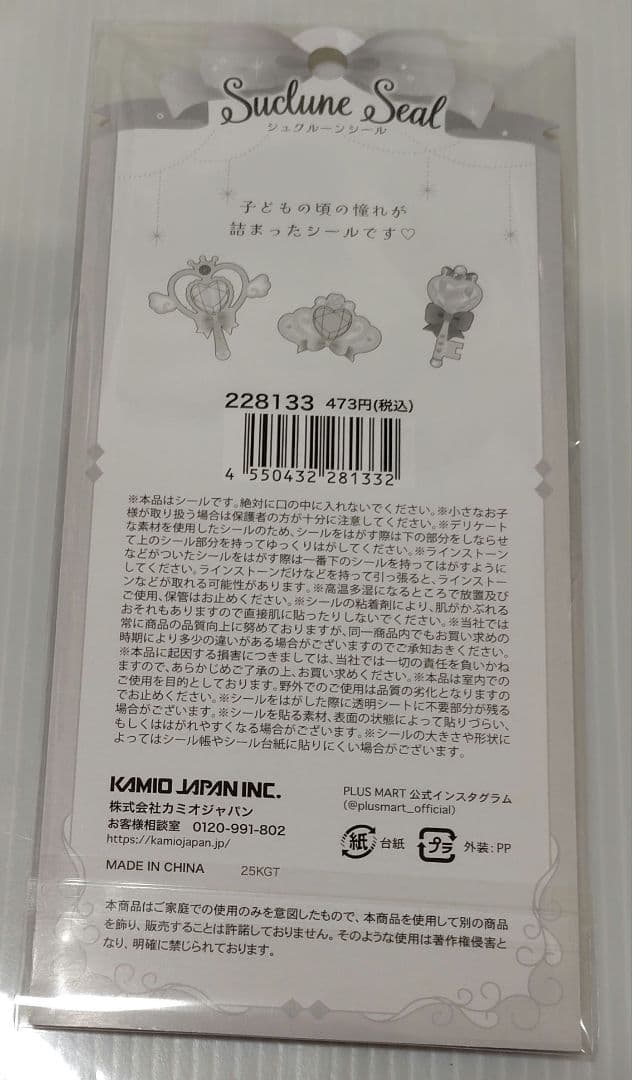 Suclune Seal
シュクルーンシール
子どもの頃の憧れが
詰まったシールです♡
228133 473円(税込)
4 550432 281332
※本品はシールです。絶対に口の中に入れないでください。※小さなお子
様が取り扱う場合は保護者の方が十分に注意してください。※デリケート
な素材を使用したシールのため、シールをはがす際は下の部分をしならせ
て上のシール部分を持ってゆっくりはがしてください。※ラインストーン
などがついたシールをはがす際は一番下のシールを持ってはがすように
してください。ラインストーンだけなどを持って引っ張ると、ラインストー
ンなどが取れる可能性があります。※高温多湿になるところで放置及び
ご使用、保管はお止めください。※シールの粘着剤により、肌がかぶれる
おそれもありますので直接肌に貼ったりしないでください。※当社では
常に商品の品質向上に努めておりますが、同一商品内でもお買い求めの
時期により多少の違いがある場合がございますのでご承知おきください。
※本品に起因する損害につきましては、当社では一切の責任を負いかね
ますので、あらかじめご了承の上、お買い求めください。※本品は室内での
ご使用を目的としております。野外でのご使用は品質の劣化となりますの
でお止めください。※シールをはがした際に透明シートに不要部分が残る
場合がございます。※シールを貼る素材、表面の状態によって貼りづらい、
もしくははがれやすくなる場合がございます。※シールの大きさや形状に
よってはシール帳やシール台紙に貼りにくい場合がございます。
KAMIO JAPAN INC.
株式会社カミオジャパン
お客様相談室 0120-991-802
https://kamiojapan.jp/
PLUS MART 公式インスタグラム
(@plusmart_official)
紙 台紙 プラ 外装:PP
MADE IN CHINA 25KGT
本商品はご家庭での使用のみを意図したもので、本商品を使用して別の商品
を飾り、販売することは許諾しておりません。そのような使用は著作権侵害と
なり、明確に禁じられております。